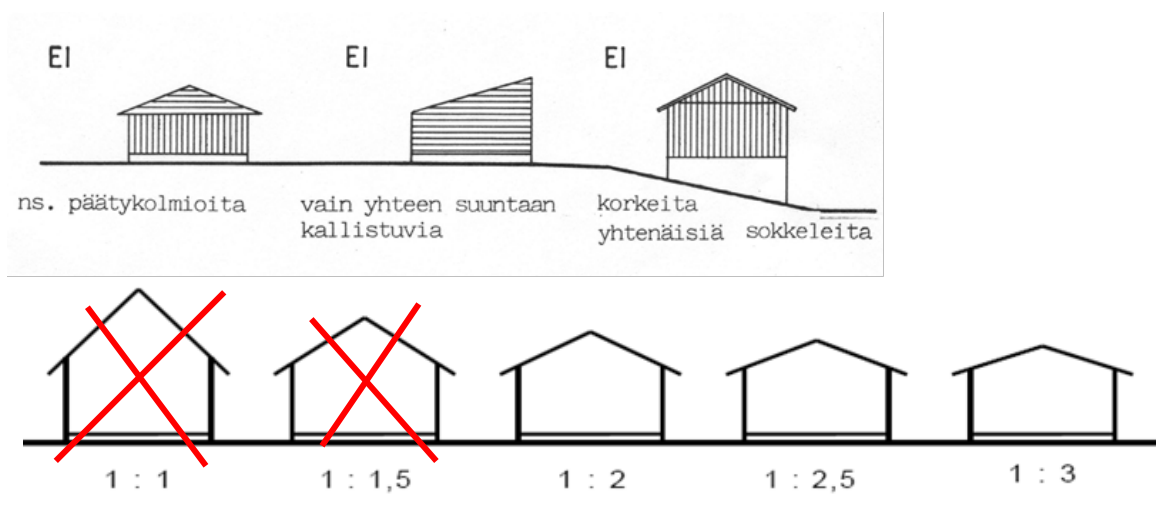 EI EI EI
ns. päätykolmioita vain yhteen suuntaan korkeita
kallistuvia yhtenäisiä sokkeleita
1 : 1 1 : 1,5 1 : 2 1 : 2,5 1 : 3